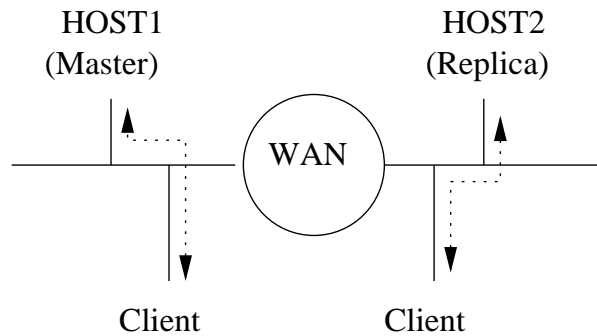 HOST1
(Master)
HOST2
(Replica)
WAN
Client
Client